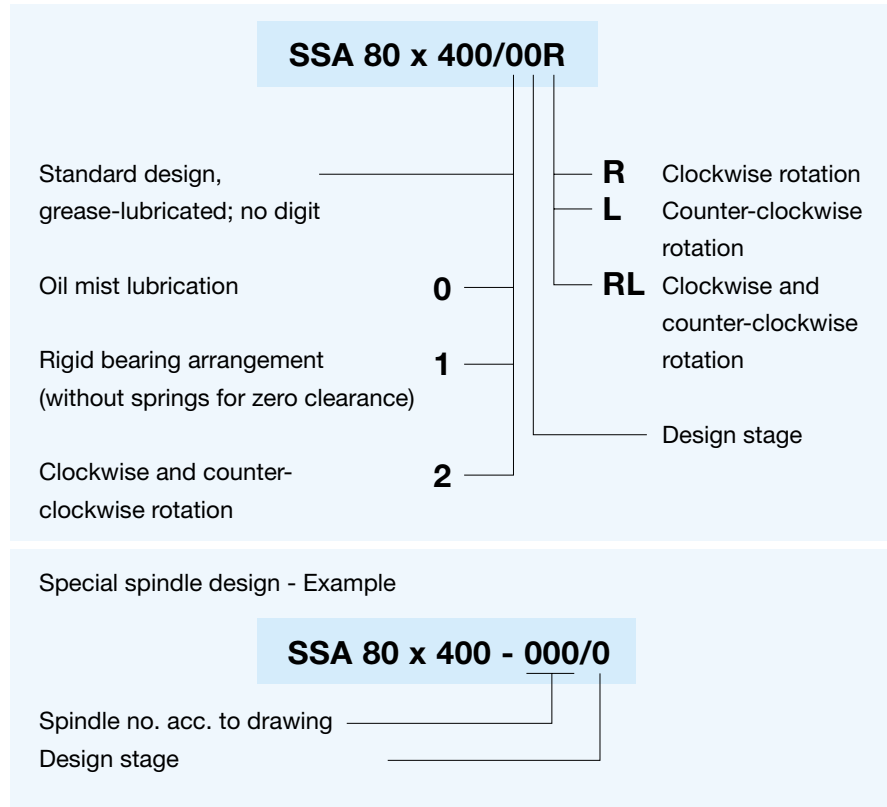 SSA 80 x 400/00R
Standard design,
grease-lubricated; no digit
Oil mist lubrication 0
Rigid bearing arrangement 1
(without springs for zero clearance)
Clockwise and counter- 2
clockwise rotation
R Clockwise rotation
L Counter-clockwise
rotation
RL Clockwise and
counter-clockwise
rotation
Design stage
Special spindle design - Example
SSA 80 x 400 - 000/0
Spindle no. acc. to drawing
Design stage